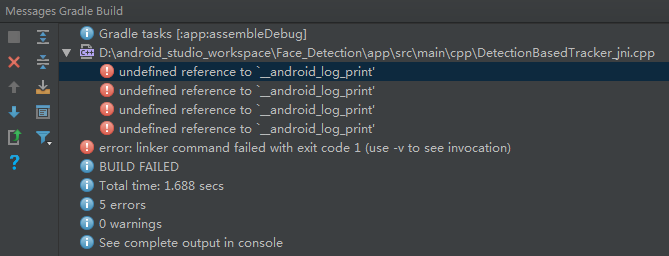 Messages Gradle Build
Gradle tasks [:app:assembleDebug]
D:\android_studio_workspace\Face_Detection\app\src\main\cpp\DetectionBasedTracker_jni.cpp
undefined reference to `__android_log_print'
undefined reference to `__android_log_print'
undefined reference to `__android_log_print'
undefined reference to `__android_log_print'
error: linker command failed with exit code 1 (use -v to see invocation)
BUILD FAILED
Total time: 1.688 secs
5 errors
0 warnings
See complete output in console